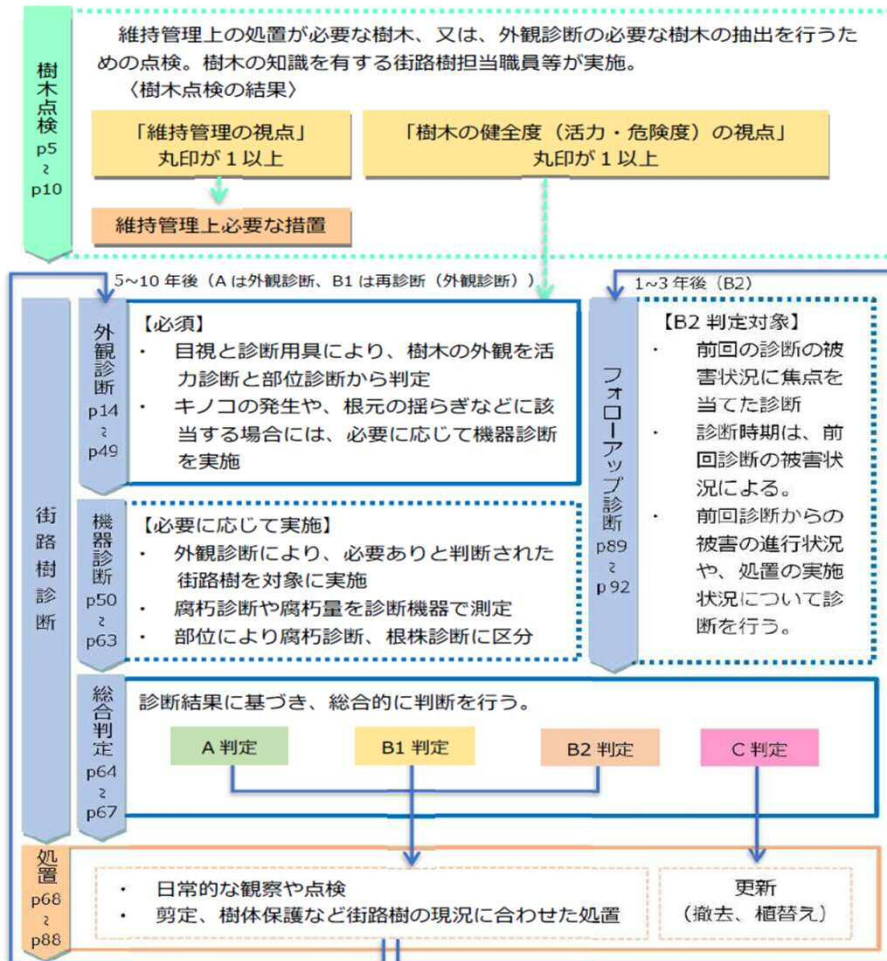 樹木点検
p5
～
p10
維持管理上の処置が必要な樹木、又は、外観診断の必要な樹木の抽出を行うた
めの点検。樹木の知識を有する街路樹担当職員等が実施。
〈樹木点検の結果〉
「維持管理の視点」
丸印が1以上
「樹木の健全度（活力・危険度）の視点」
丸印が1以上
維持管理上必要な措置
5~10 年後（A は外観診断、B1 は再診断（外観診断））
1~3 年後（B2）
街路樹診断
外観診断
p14
～
p49
【必須】
・ 目視と診断用具により、樹木の外観を活
力診断と部位診断から判定
・ キノコの発生や、根元の揺らぎなどに該
当する場合には、必要に応じて機器診断
を実施
機器診断
p50
～
p63
【必要に応じて実施】
・ 外観診断により、必要ありと判断された
街路樹を対象に実施
・ 腐朽診断や腐朽量を診断機器で測定
・ 部位により腐朽診断、根株診断に区分
フォローアップ診断
p89
～
p92
【B2 判定対象】
・ 前回の診断の被
害状況に焦点を
当てた診断
・ 診断時期は、前
回診断の被害状
況による。
・ 前回診断からの
被害の進行状況
や、処置の実施
状況について診
断を行う。
総合判定
p64
～
p67
診断結果に基づき、総合的に判断を行う。
A 判定
B1 判定
B2 判定
C 判定
処置
p68
～
p88
・ 日常的な観察や点検
・ 剪定、樹体保護など街路樹の現況に合わせた処置
更新
（撤去、植替え）